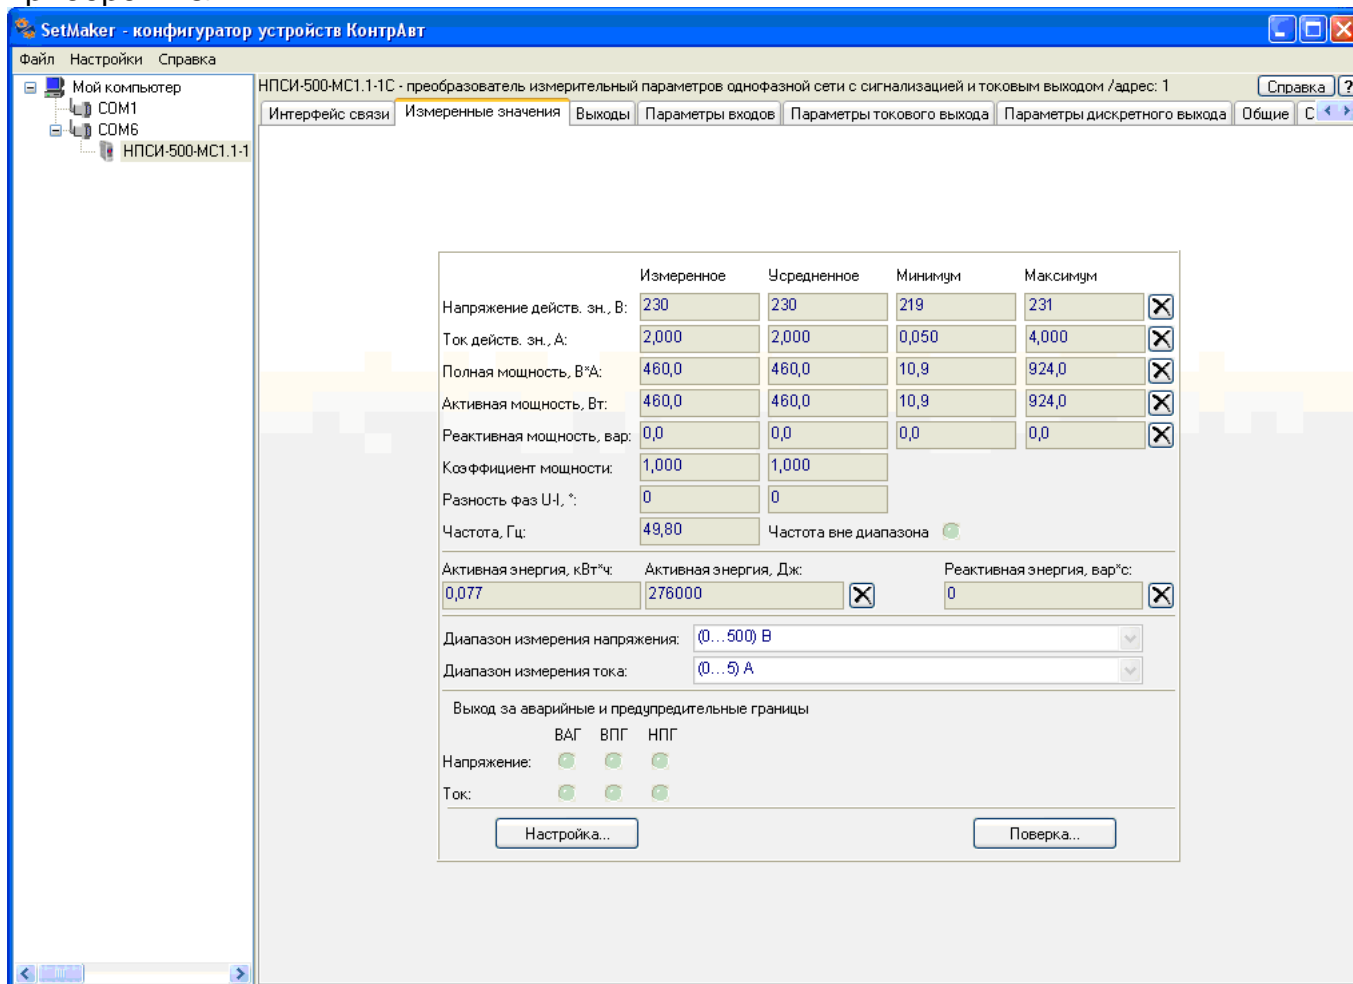 SetMaker - конфигуратор устройств КонтрАвт
Файл Настройки Справка
Мой компьютер
COM1
COM6
НПСИ-500-МС1.1-1
НПСИ-500-МС1.1-1С - преобразователь измерительный параметров однофазной сети с сигнализацией и токовым выходом /адрес: 1
Справка ?
Интерфейс связи Измеренные значения Выходы Параметры входов Параметры токового выхода Параметры дискретного выхода Общие С
Измеренное Усредненное Минимум Максимум
Напряжение действ. зн., В: 230 230 219 231
Ток действ. зн., А: 2,000 2,000 0,050 4,000
Полная мощность, В*А: 460,0 460,0 10,9 924,0
Активная мощность, Вт: 460,0 460,0 10,9 924,0
Реактивная мощность, вар: 0,0 0,0 0,0 0,0
Коэффициент мощности: 1,000 1,000
Разность фаз U-I, °: 0 0
Частота, Гц: 49,80 Частота вне диапазона
Активная энергия, кВт*ч: Активная энергия, Дж: Реактивная энергия, вар*с:
0,077 276000 0
Диапазон измерения напряжения: (0...500) В
Диапазон измерения тока: (0...5) А
Выход за аварийные и предупредительные границы
ВАГ ВПГ НПГ
Напряжение:
Ток:
Настройка... Поверка...